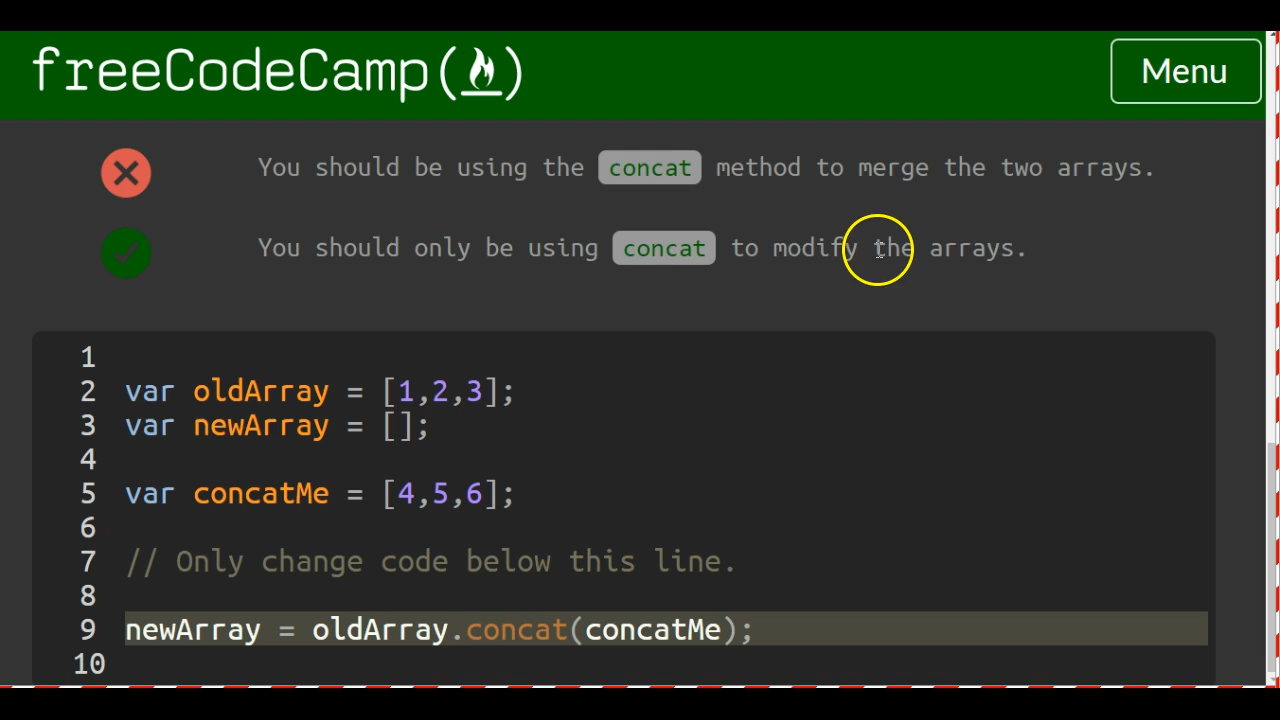 freeCodeCamp
Menu
You should be using the concat method to merge the two arrays.
You should only be using concat to modify the arrays.
1
2 var oldArray = [1,2,3];
3 var newArray = [];
4
5 var concatMe = [4,5,6];
6
7 // Only change code below this line.
8
9 newArray = oldArray.concat(concatMe);
10